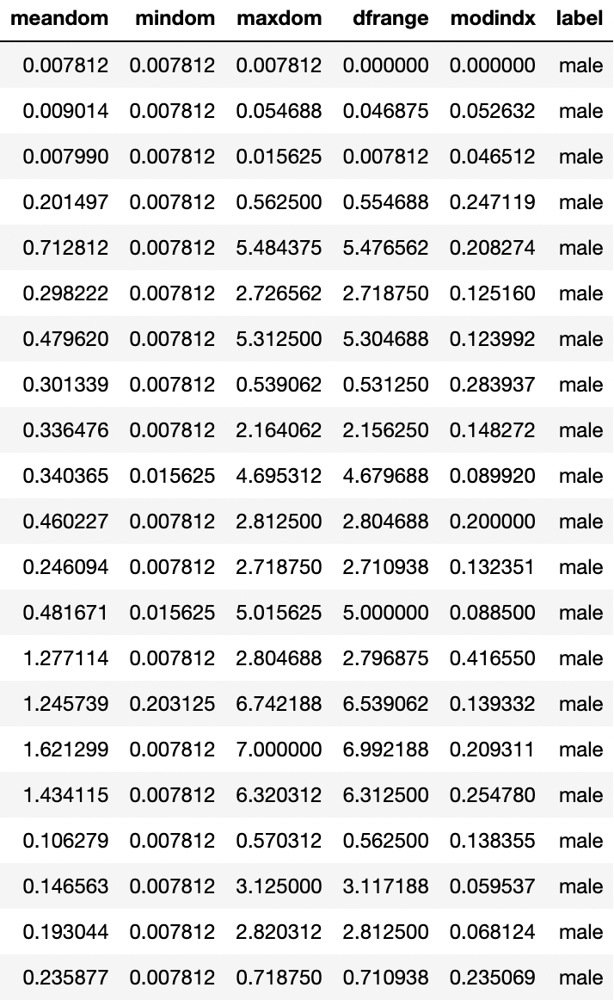 meandom mindom maxdom dfrange modindx label
0.007812 0.007812 0.007812 0.000000 0.000000 male
0.009014 0.007812 0.054688 0.046875 0.052632 male
0.007990 0.007812 0.015625 0.007812 0.046512 male
0.201497 0.007812 0.562500 0.554688 0.247119 male
0.712812 0.007812 5.484375 5.476562 0.208274 male
0.298222 0.007812 2.726562 2.718750 0.125160 male
0.479620 0.007812 5.312500 5.304688 0.123992 male
0.301339 0.007812 0.539062 0.531250 0.283937 male
0.336476 0.007812 2.164062 2.156250 0.148272 male
0.340365 0.015625 4.695312 4.679688 0.089920 male
0.460227 0.007812 2.812500 2.804688 0.200000 male
0.246094 0.007812 2.718750 2.710938 0.132351 male
0.481671 0.015625 5.015625 5.000000 0.088500 male
1.277114 0.007812 2.804688 2.796875 0.416550 male
1.245739 0.203125 6.742188 6.539062 0.139332 male
1.621299 0.007812 7.000000 6.992188 0.209311 male
1.434115 0.007812 6.320312 6.312500 0.254780 male
0.106279 0.007812 0.570312 0.562500 0.138355 male
0.146563 0.007812 3.125000 3.117188 0.059537 male
0.193044 0.007812 2.820312 2.812500 0.068124 male
0.235877 0.007812 0.718750 0.710938 0.235069 male